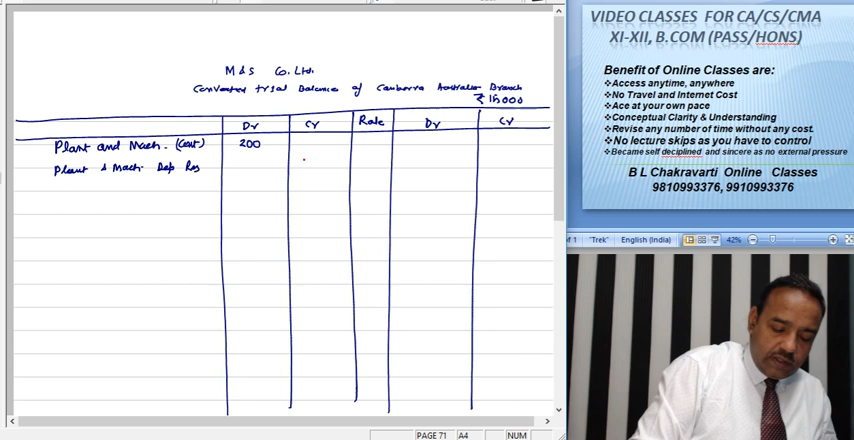 M & S Co. Ltd.
Converted trial Balance of Canberra Australia Branch
₹ 15000
Dr Cr Rate Dr Cr
Plant and Mach. (Cost) 200
Plant & Mach. Dep Res
PAGE 71 A4 NUM
VIDEO CLASSES FOR CA/CS/CMA
XI-XII, B.COM (PASS/HONS)
Benefit of Online Classes are:
❖Access anytime, anywhere
❖No Travel and Internet Cost
❖Ace at your own pace
❖Conceptual Clarity & Understanding
❖Revise any number of time without any cost.
❖No lecture skips as you have to control
❖Became self deciplined and sincere as no external pressure
B L Chakravarti Online Classes
9810993376, 9910993376
of 1 "Trek" English (India) 42%